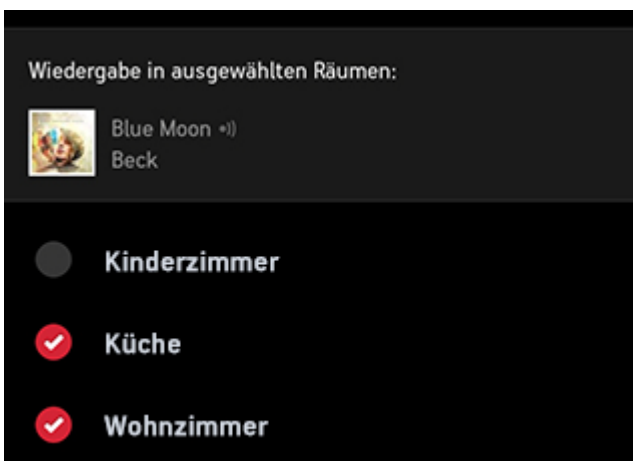 Wiedergabe in ausgewählten Räumen:
Blue Moon
Beck
Kinderzimmer
Küche
Wohnzimmer